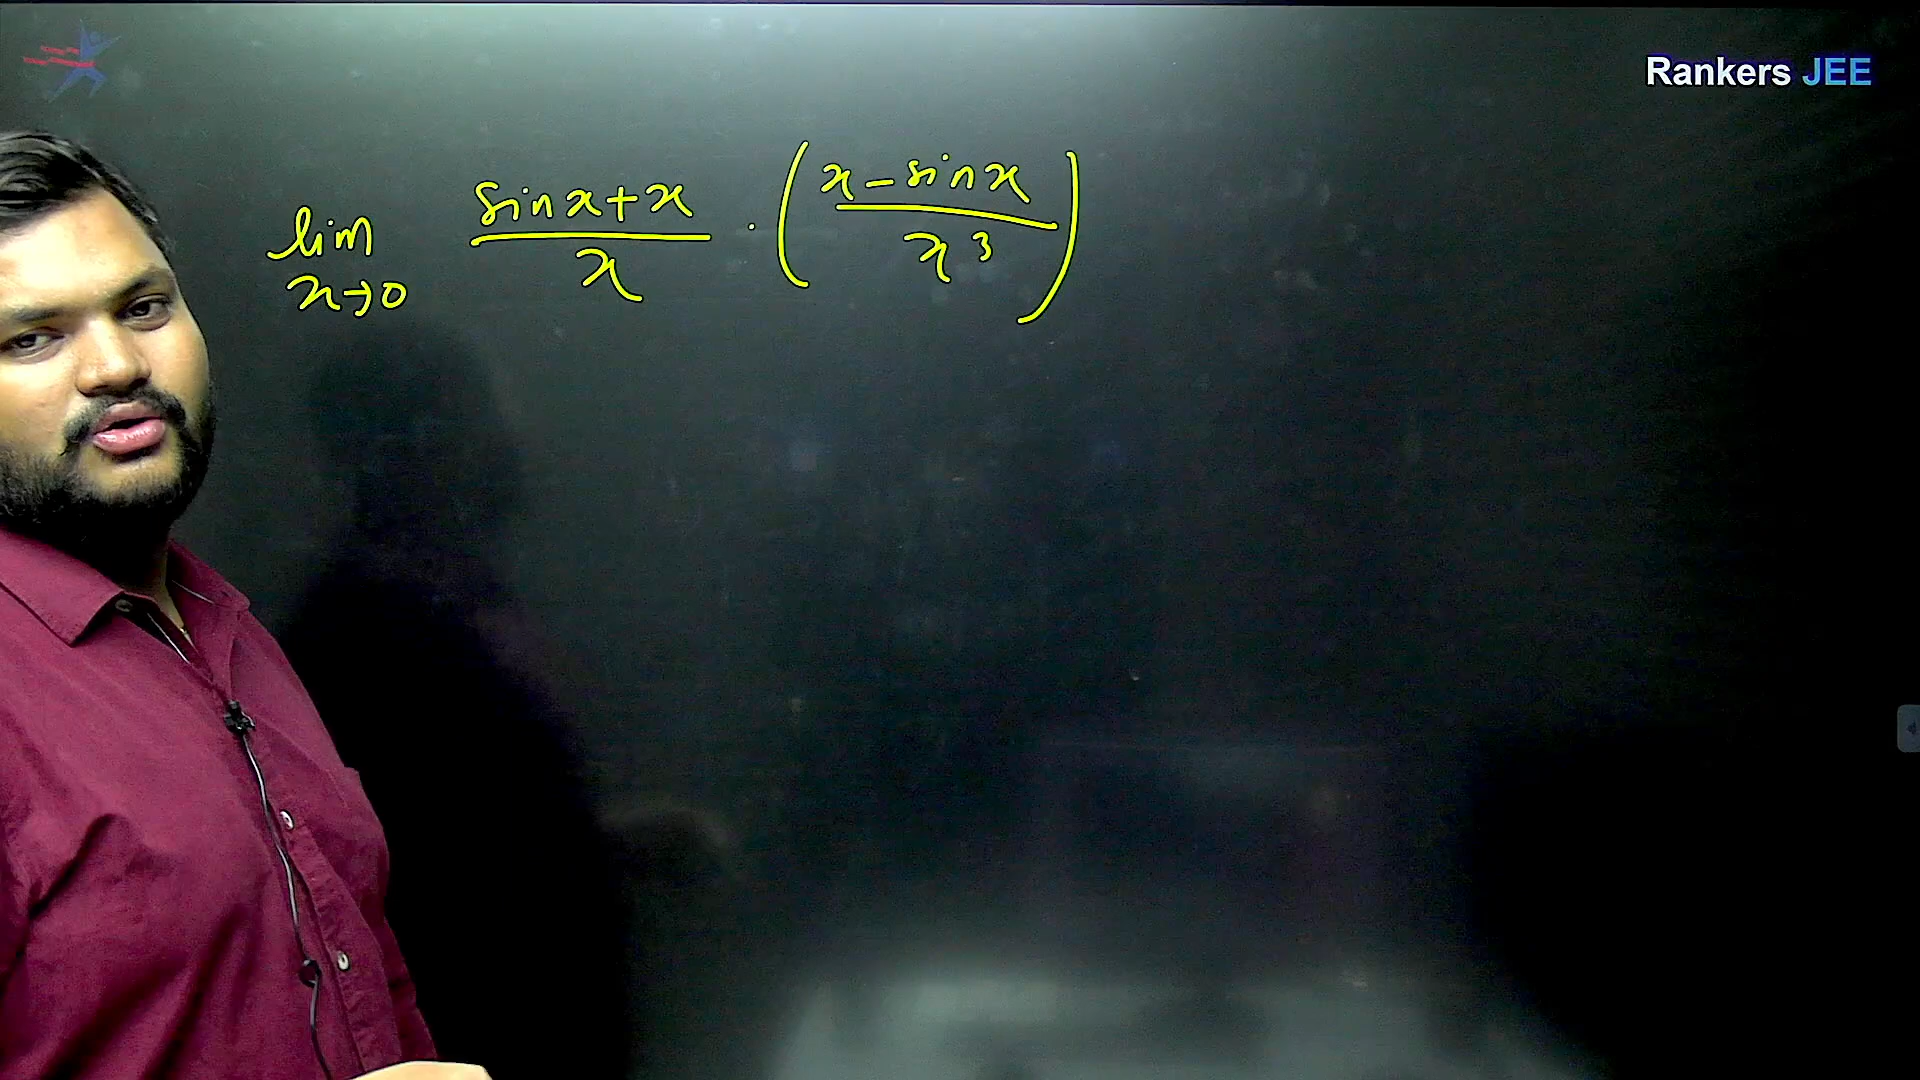 Rankers JEE
lim x→0 (sin x + x)/x · ((x − sin x)/x³)